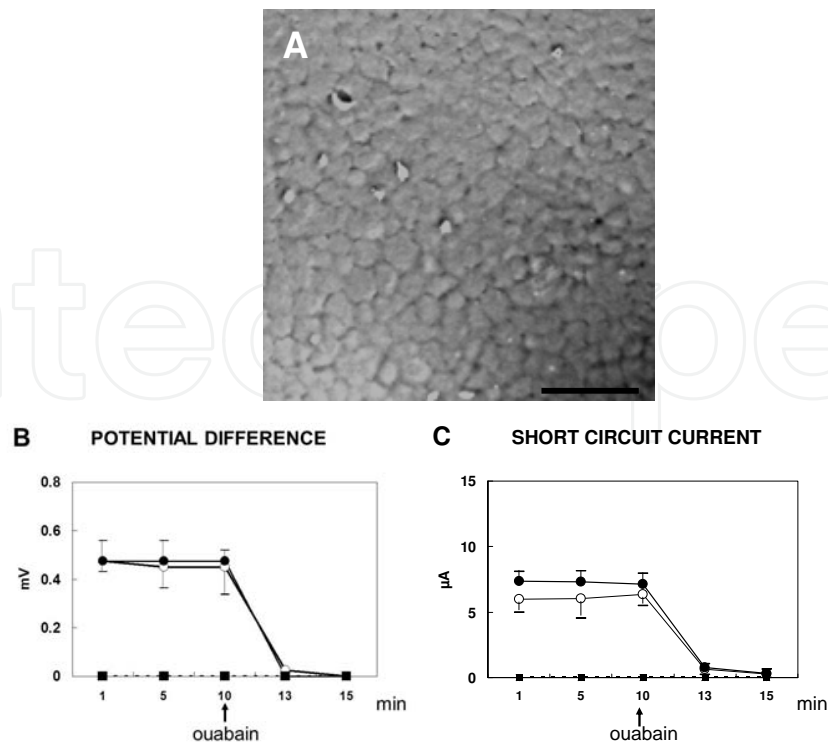 A
B POTENTIAL DIFFERENCE
0.8
0.6
0.4
0.2
0
mV
1 5 10 13 15 min
ouabain
C SHORT CIRCUIT CURRENT
15
10
5
0
µA
1 5 10 13 15 min
ouabain